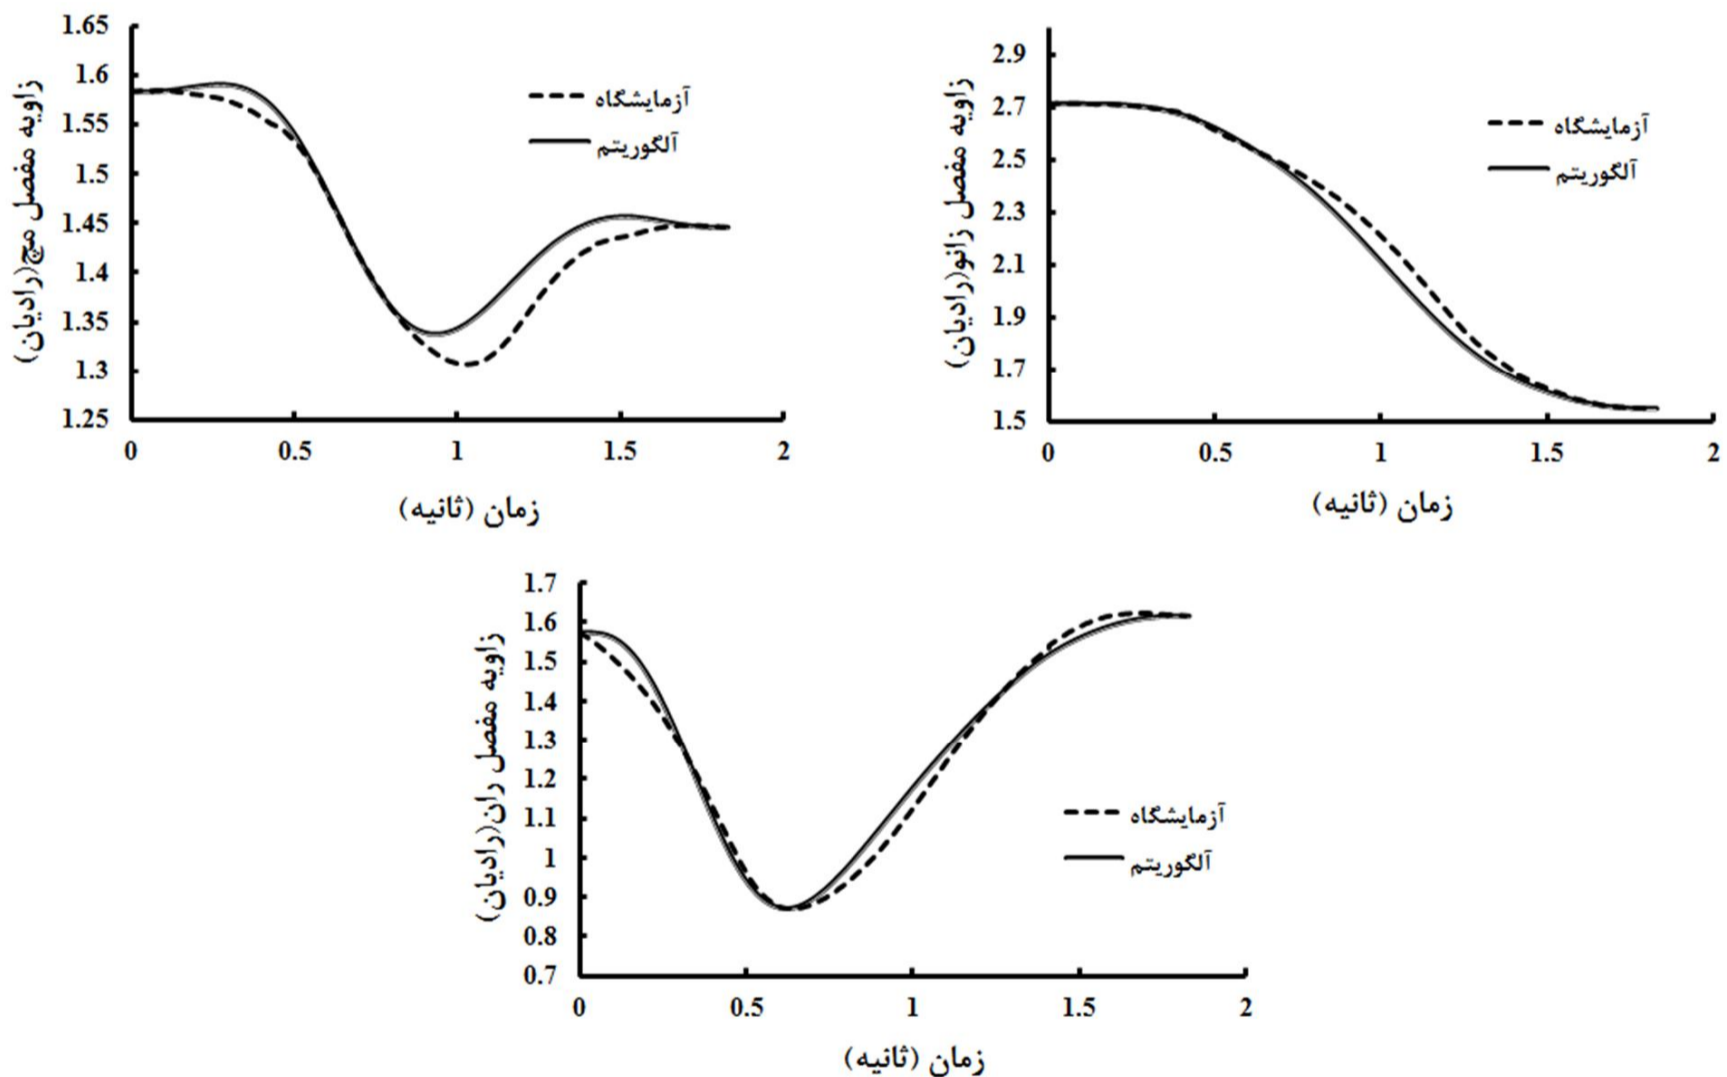 1.65
1.6
1.55
1.5
1.45
1.4
1.35
1.3
1.25
0 0.5 1 1.5 2
زاویه مفصل مچ(رادیان)
زمان (ثانیه)
آزمایشگاه
آلگوریتم
2.9
2.7
2.5
2.3
2.1
1.9
1.7
1.5
0 0.5 1 1.5 2
زاویه مفصل زانو(رادیان)
زمان (ثانیه)
آزمایشگاه
آلگوریتم
1.7
1.6
1.5
1.4
1.3
1.2
1.1
1
0.9
0.8
0.7
0 0.5 1 1.5 2
زاویه مفصل ران(رادیان)
زمان (ثانیه)
آزمایشگاه
آلگوریتم